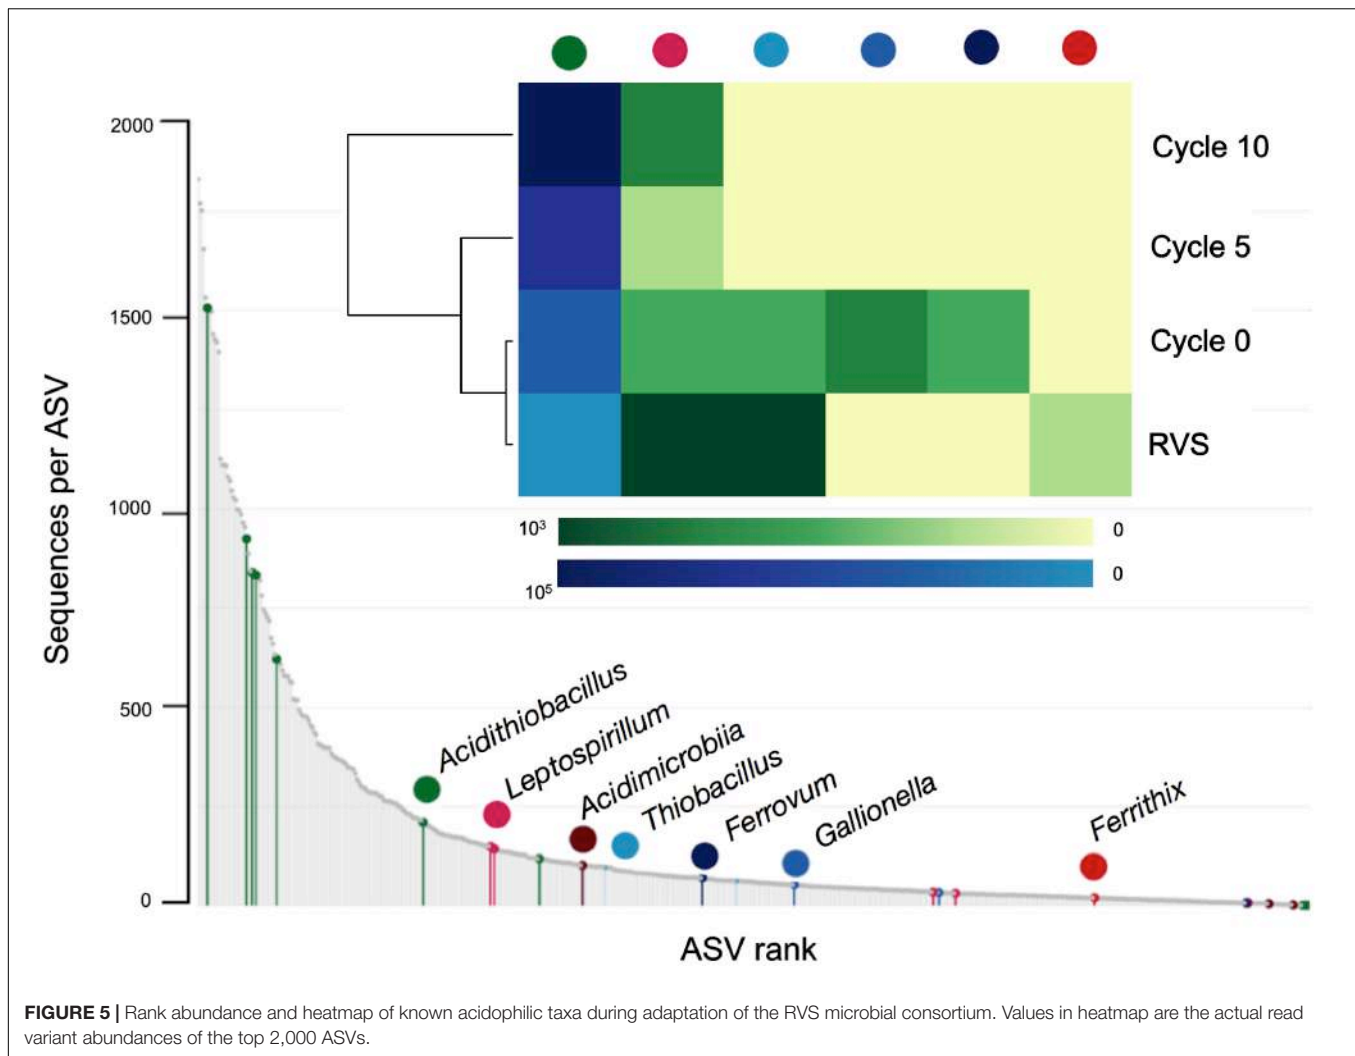 2000
1500
1000
500
0
Sequences per ASV
ASV rank
Cycle 10
Cycle 5
Cycle 0
RVS
10³ 0
10⁵ 0
Acidithiobacillus
Leptospirillum
Acidimicrobiia
Thiobacillus
Ferrovum
Gallionella
Ferrithix
FIGURE 5 | Rank abundance and heatmap of known acidophilic taxa during adaptation of the RVS microbial consortium. Values in heatmap are the actual read
variant abundances of the top 2,000 ASVs.